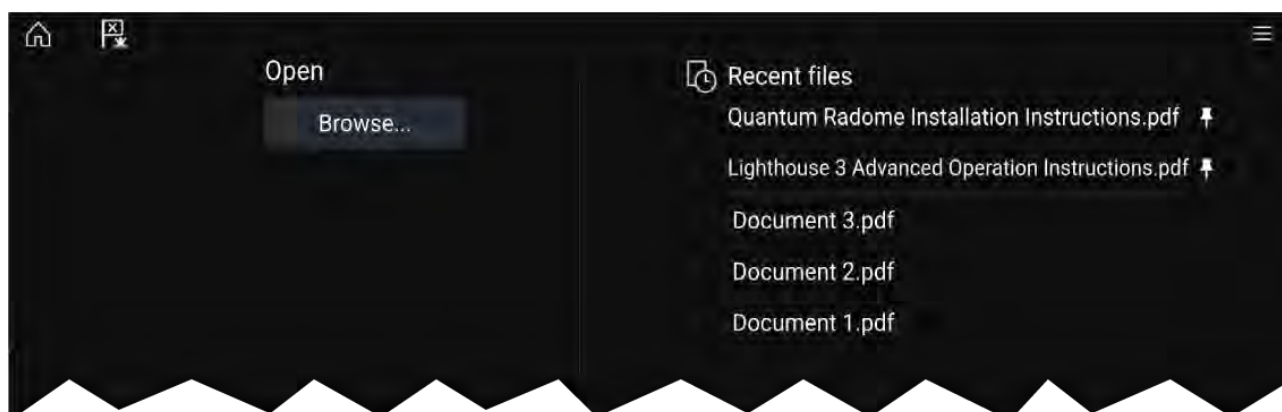 Open
Browse...
Recent files
Quantum Radome Installation Instructions.pdf
Lighthouse 3 Advanced Operation Instructions.pdf
Document 3.pdf
Document 2.pdf
Document 1.pdf